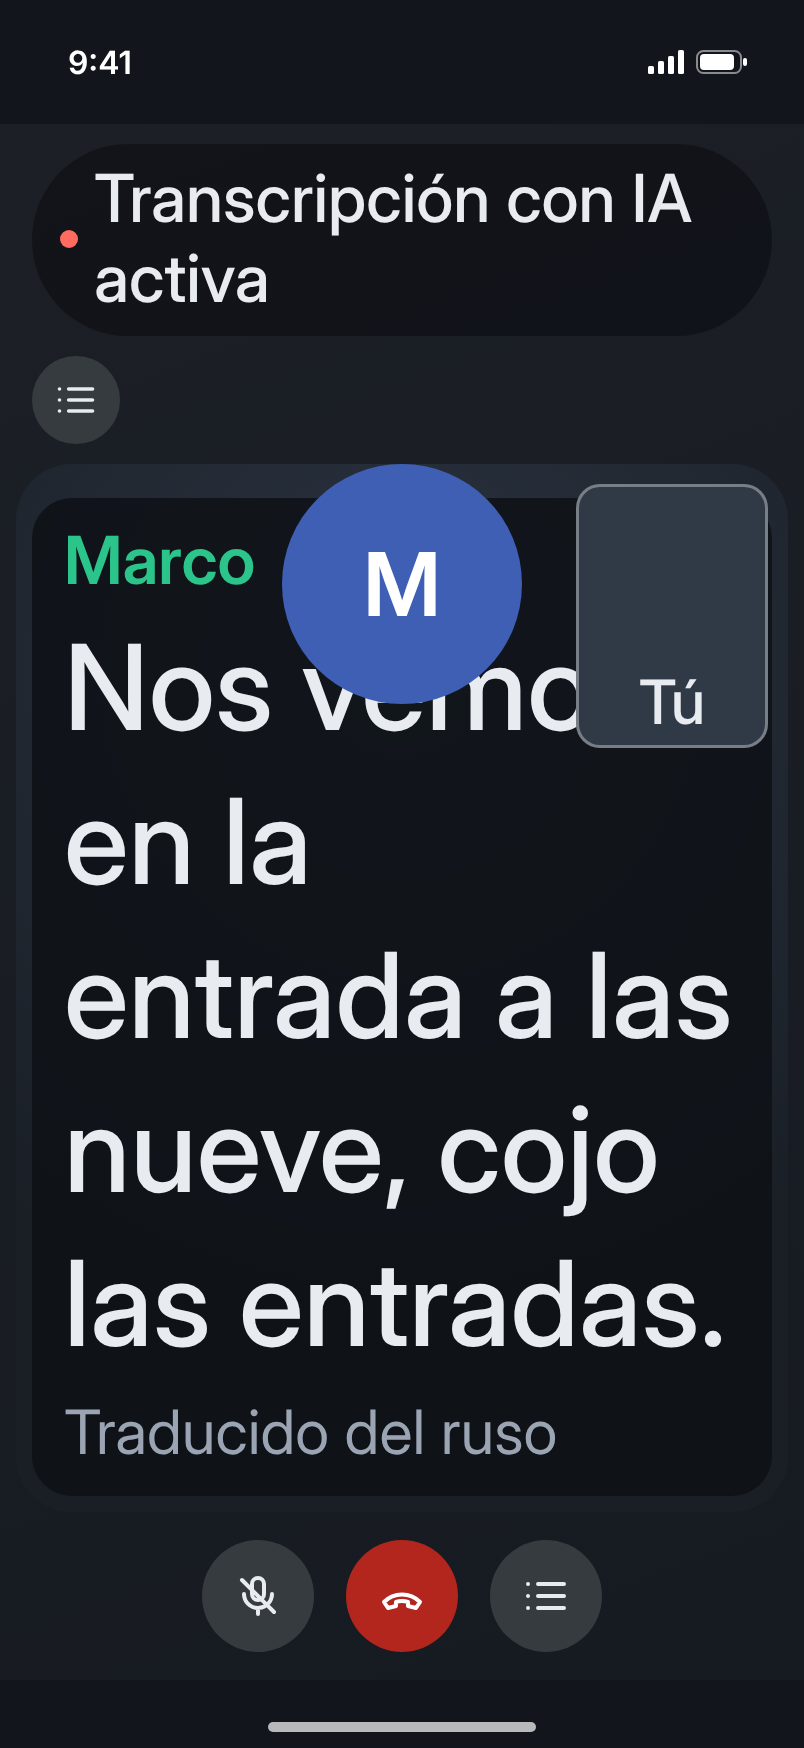 9:41
Transcripción con IA
activa
Marco
M
Nos
Tú
en la
entrada a las
nueve, cojo
las entradas.
Traducido del ruso